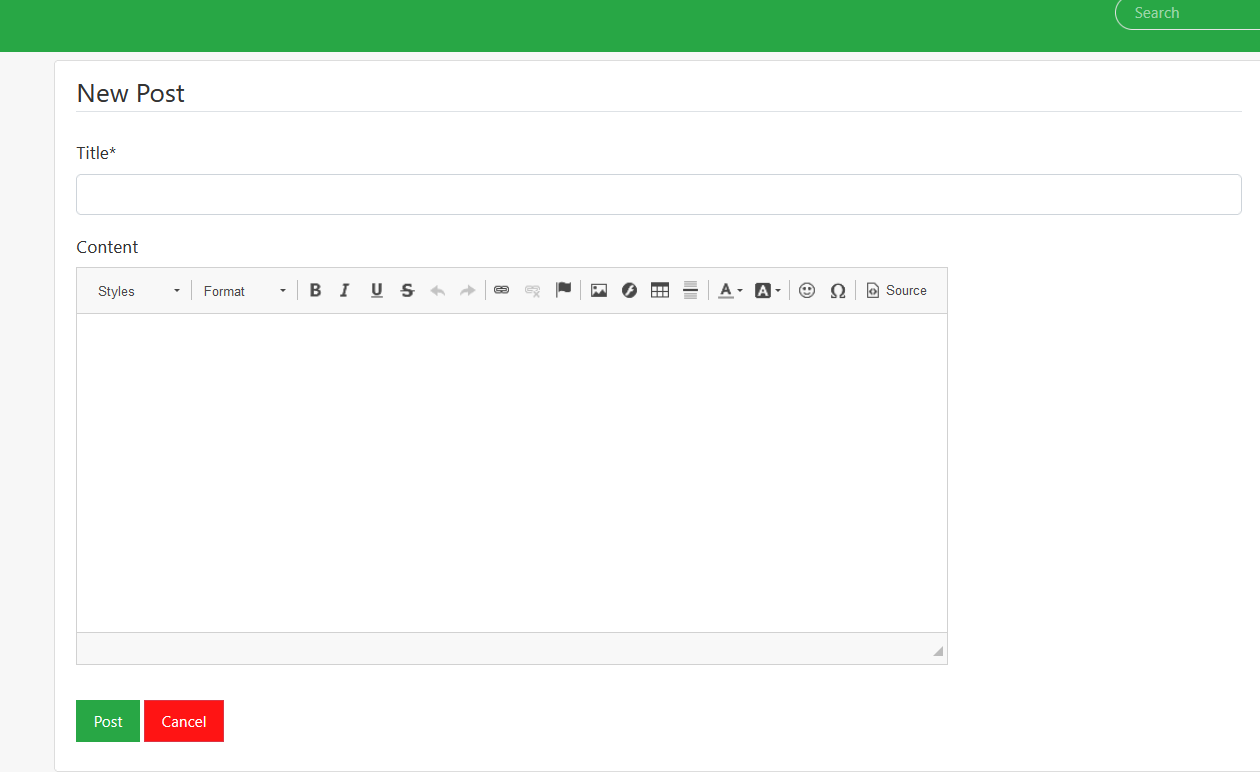 Search
New Post
Title*
Content
Styles Format B I U S A A Ω Source
Post Cancel